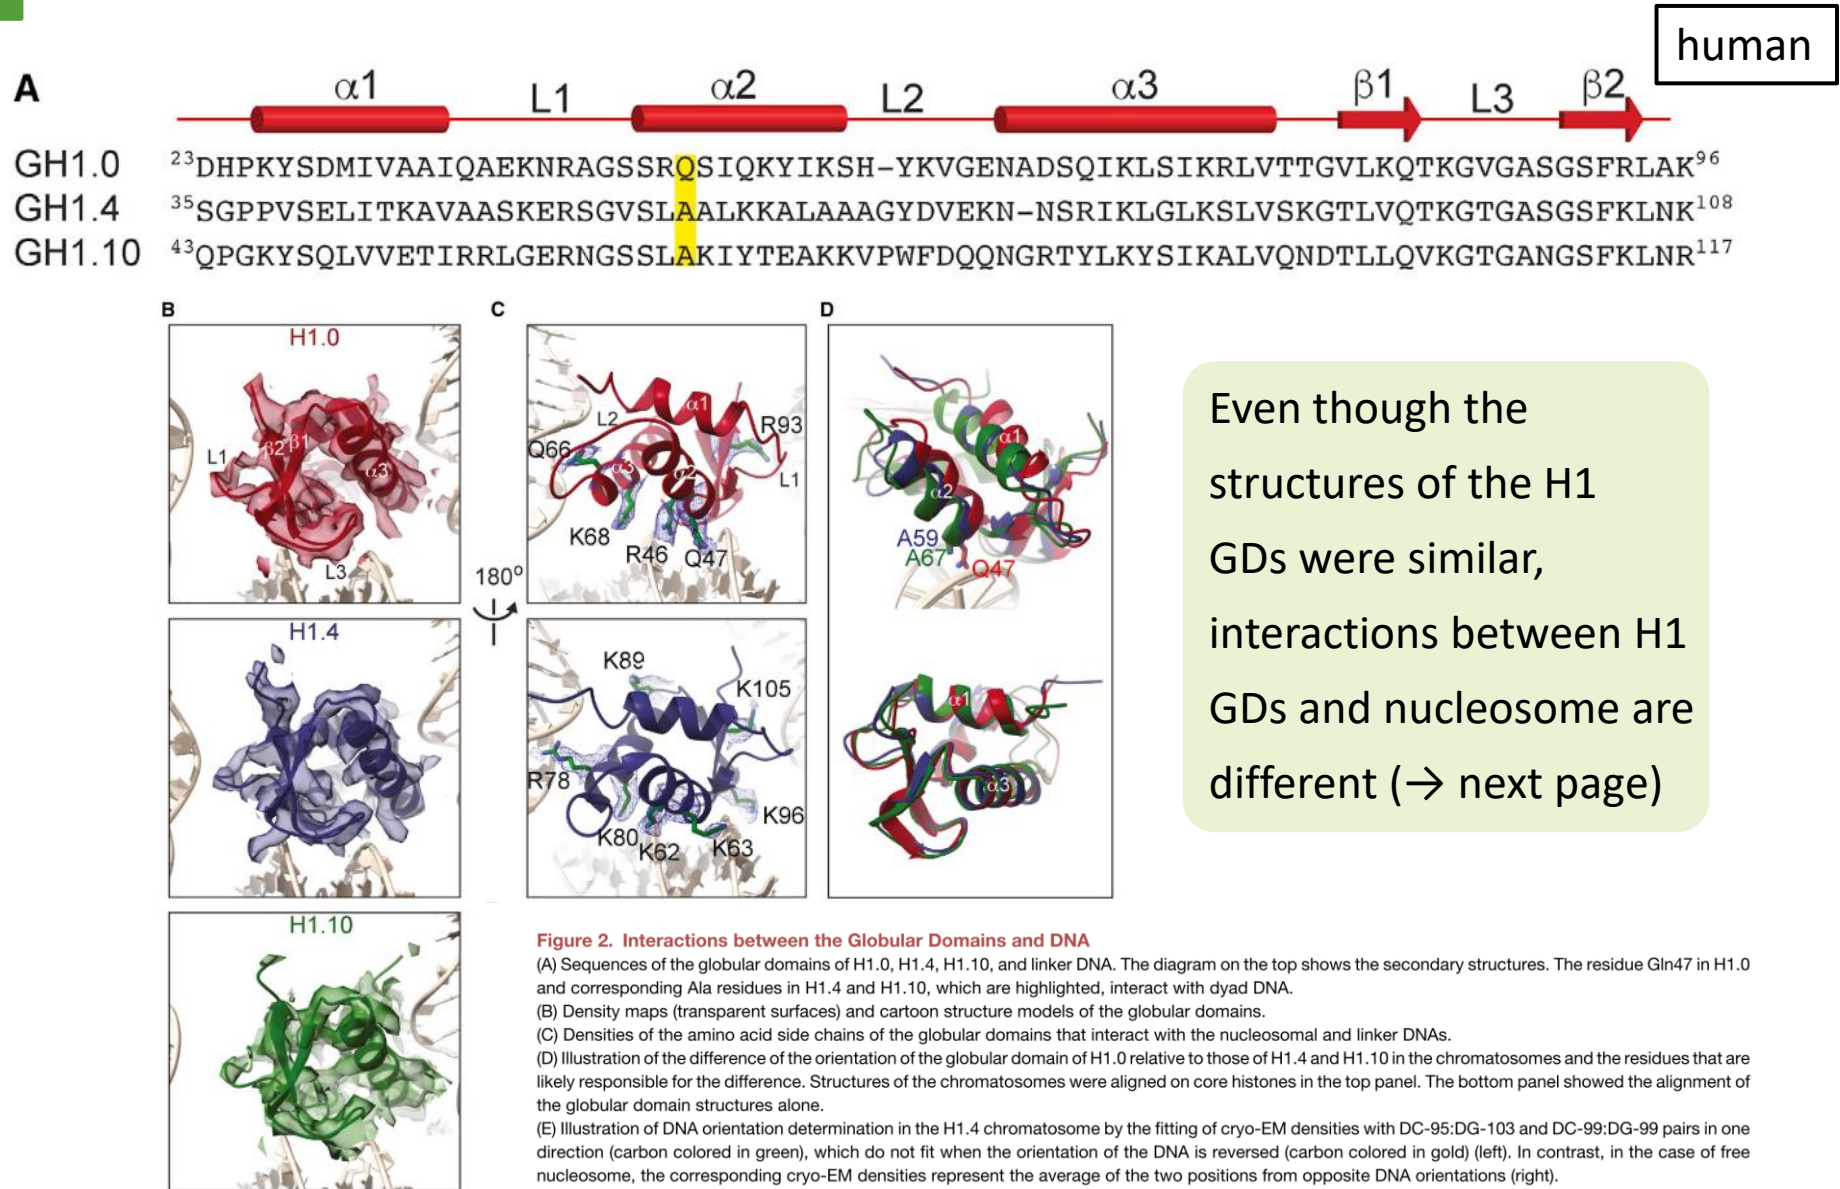 human
A
α1 L1 α2 L2 α3 β1 L3 β2
GH1.0 23DHPKYSDMIVAAIQAEKNRAGSSRQSIQKYIKSH-YKVGENADSQIKLSIKRLVTTGVLKQTKGVGASGSFRLAK96
GH1.4 35SGPPVSELITKAVAASKERSGVSLAALKKALAAAGYDVEKN-NSRIKLGLKSLVSKGTLVQTKGTGASGSFKLNK108
GH1.10 43QPGKYSQLVVETIRRLGERNGSSLAKIYTEAKKVPWFDQQNGRTYLKYSIKALVQNDTLLQVKGTGANGSFKLNR117
B
H1.0
L1
β2
β1
α3
L3
180º
C
α1
L2
R93
Q66
α3
α2
L1
K68
R46
Q47
D
α1
α2
A59
A67
Q47
H1.4
K89
K105
R78
K96
K80
K62
K63
α1
α3
H1.10
Even though the
structures of the H1
GDs were similar,
interactions between H1
GDs and nucleosome are
different (→ next page)
Figure 2. Interactions between the Globular Domains and DNA
(A) Sequences of the globular domains of H1.0, H1.4, H1.10, and linker DNA. The diagram on the top shows the secondary structures. The residue Gln47 in H1.0
and corresponding Ala residues in H1.4 and H1.10, which are highlighted, interact with dyad DNA.
(B) Density maps (transparent surfaces) and cartoon structure models of the globular domains.
(C) Densities of the amino acid side chains of the globular domains that interact with the nucleosomal and linker DNAs.
(D) Illustration of the difference of the orientation of the globular domain of H1.0 relative to those of H1.4 and H1.10 in the chromatosomes and the residues that are
likely responsible for the difference. Structures of the chromatosomes were aligned on core histones in the top panel. The bottom panel showed the alignment of
the globular domain structures alone.
(E) Illustration of DNA orientation determination in the H1.4 chromatosome by the fitting of cryo-EM densities with DC-95:DG-103 and DC-99:DG-99 pairs in one
direction (carbon colored in green), which do not fit when the orientation of the DNA is reversed (carbon colored in gold) (left). In contrast, in the case of free
nucleosome, the corresponding cryo-EM densities represent the average of the two positions from opposite DNA orientations (right).